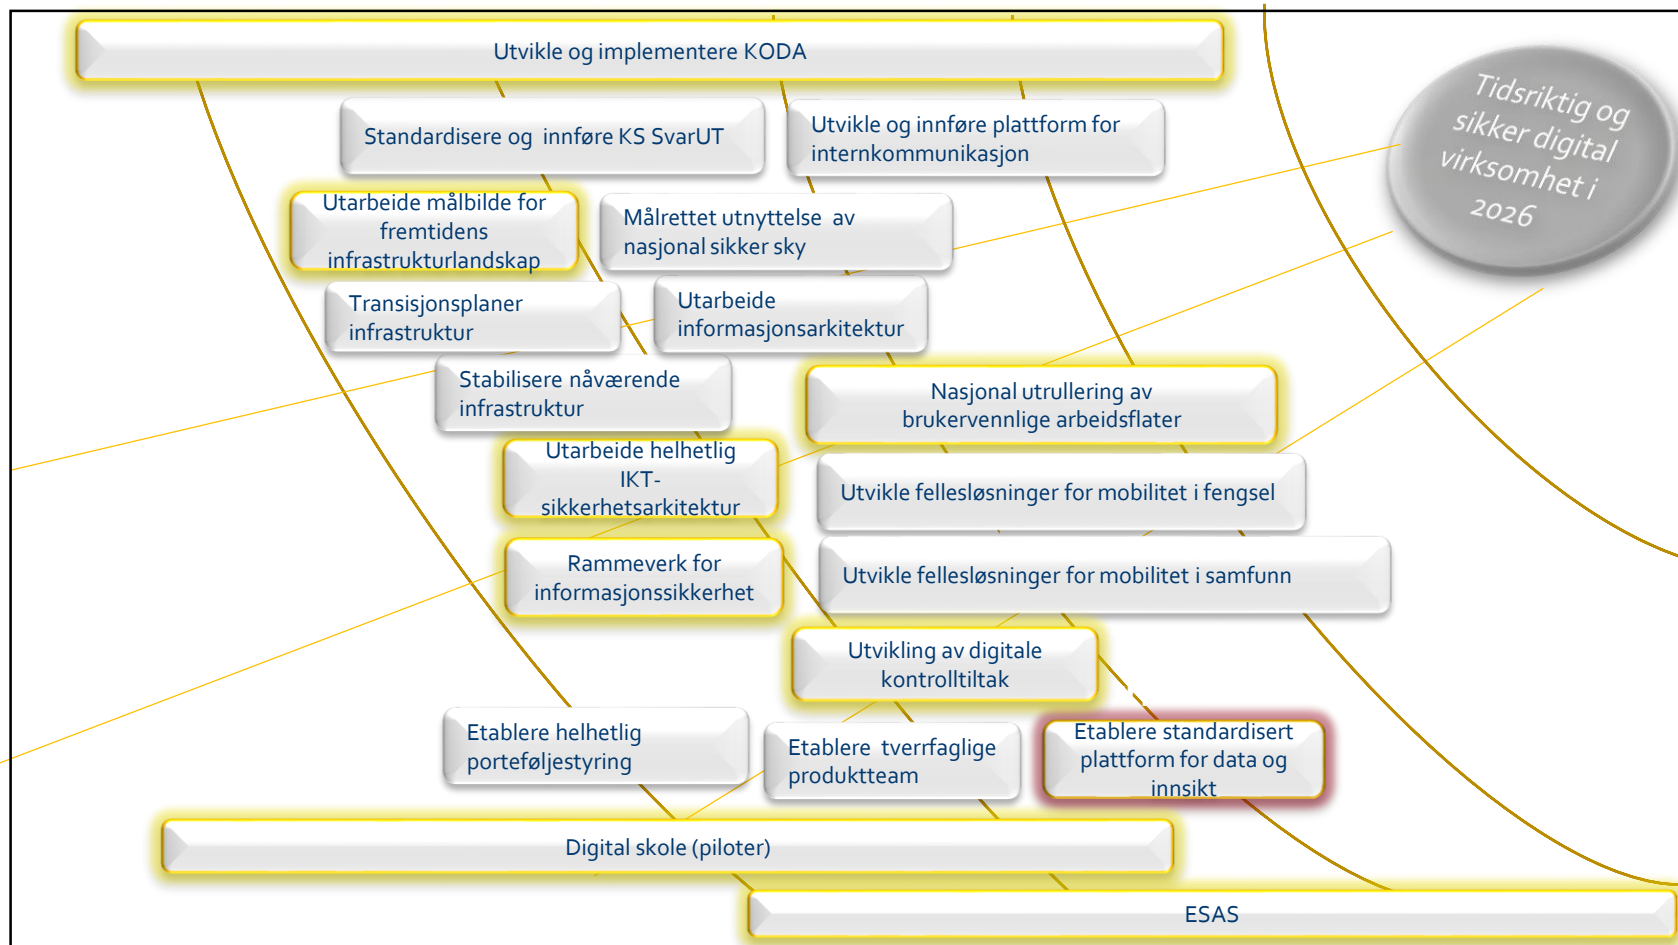 Utvikle og implementere KODA
Tidsriktig og
sikker digital
virksomhet i
2026
Standardisere og innføre KS SvarUT
Utvikle og innføre plattform for
internkommunikasjon
Utarbeide målbilde for
fremtidens
infrastrukturlandskap
Målrettet utnyttelse av
nasjonal sikker sky
Transisjonsplaner
infrastruktur
Utarbeide
informasjonsarkitektur
Stabilisere nåværende
infrastruktur
Nasjonal utrullering av
brukervennlige arbeidsflater
Utarbeide helhetlig
IKT-
sikkerhetsarkitektur
Utvikle fellesløsninger for mobilitet i fengsel
Rammeverk for
informasjonssikkerhet
Utvikle fellesløsninger for mobilitet i samfunn
Utvikling av digitale
kontrolltiltak
Etablere helhetlig
porteføljestyring
Etablere tverrfaglige
produktteam
Etablere standardisert
plattform for data og
innsikt
Digital skole (piloter)
ESAS